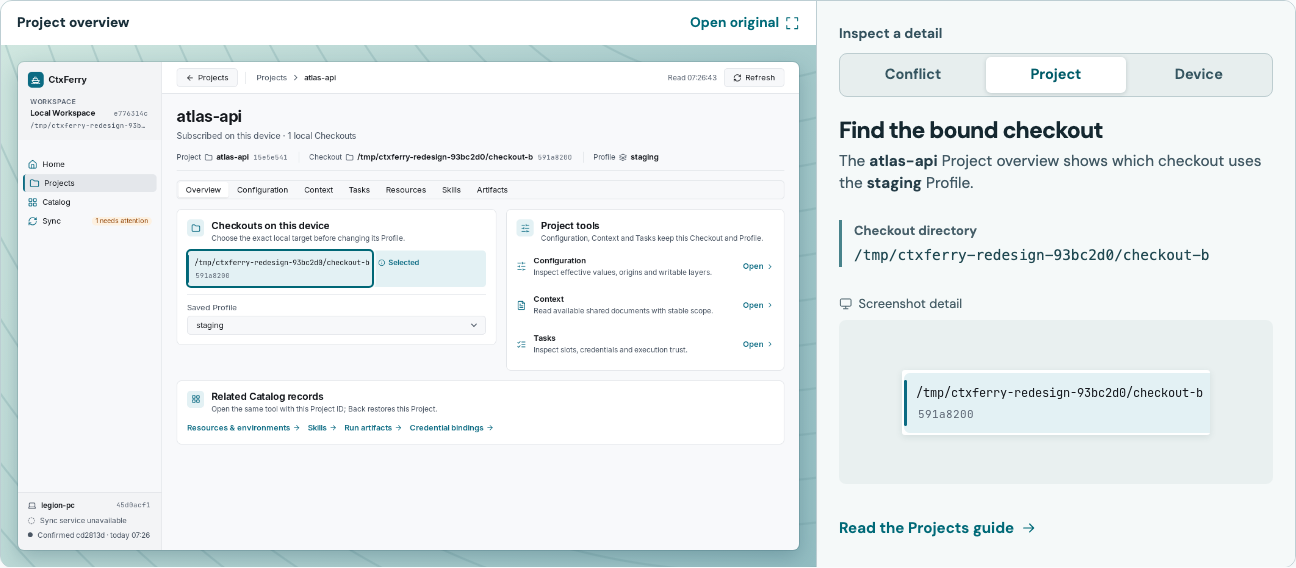 Project overview
Open original
CtxFerry
WORKSPACE
Local Workspace e776314c
/tmp/ctxferry-redesign-93b…
Home
Projects
Catalog
Sync 1 needs attention
legion-pc 45d0acf1
Sync service unavailable
Confirmed cd2813d · today 07:26
Projects
Projects > atlas-api
Read 07:26:43
Refresh
atlas-api
Subscribed on this device · 1 local Checkouts
Project atlas-api 15e5e541 Checkout /tmp/ctxferry-redesign-93bc2d0/checkout-b 591a8200 Profile staging
Overview Configuration Context Tasks Resources Skills Artifacts
Checkouts on this device
Choose the exact local target before changing its Profile.
/tmp/ctxferry-redesign-93bc2d0/checkout-b
591a8200
Selected
Saved Profile
staging
Project tools
Configuration, Context and Tasks keep this Checkout and Profile.
Configuration
Inspect effective values, origins and writable layers.
Open
Context
Read available shared documents with stable scope.
Open
Tasks
Inspect slots, credentials and execution trust.
Open
Related Catalog records
Open the same tool with this Project ID; Back restores this Project.
Resources & environments → Skills → Run artifacts → Credential bindings →
Inspect a detail
Conflict Project Device
Find the bound checkout
The atlas-api Project overview shows which checkout uses
the staging Profile.
Checkout directory
/tmp/ctxferry-redesign-93bc2d0/checkout-b
Screenshot detail
/tmp/ctxferry-redesign-93bc2d0/checkout-b
591a8200
Read the Projects guide →